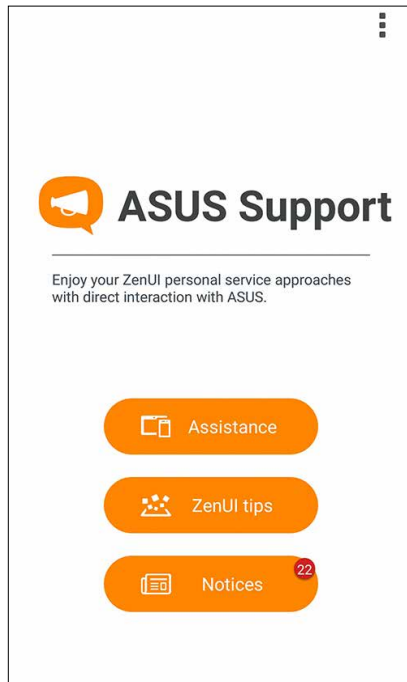 ASUS Support
Enjoy your ZenUI personal service approaches
with direct interaction with ASUS.
Assistance
ZenUI tips
22
Notices